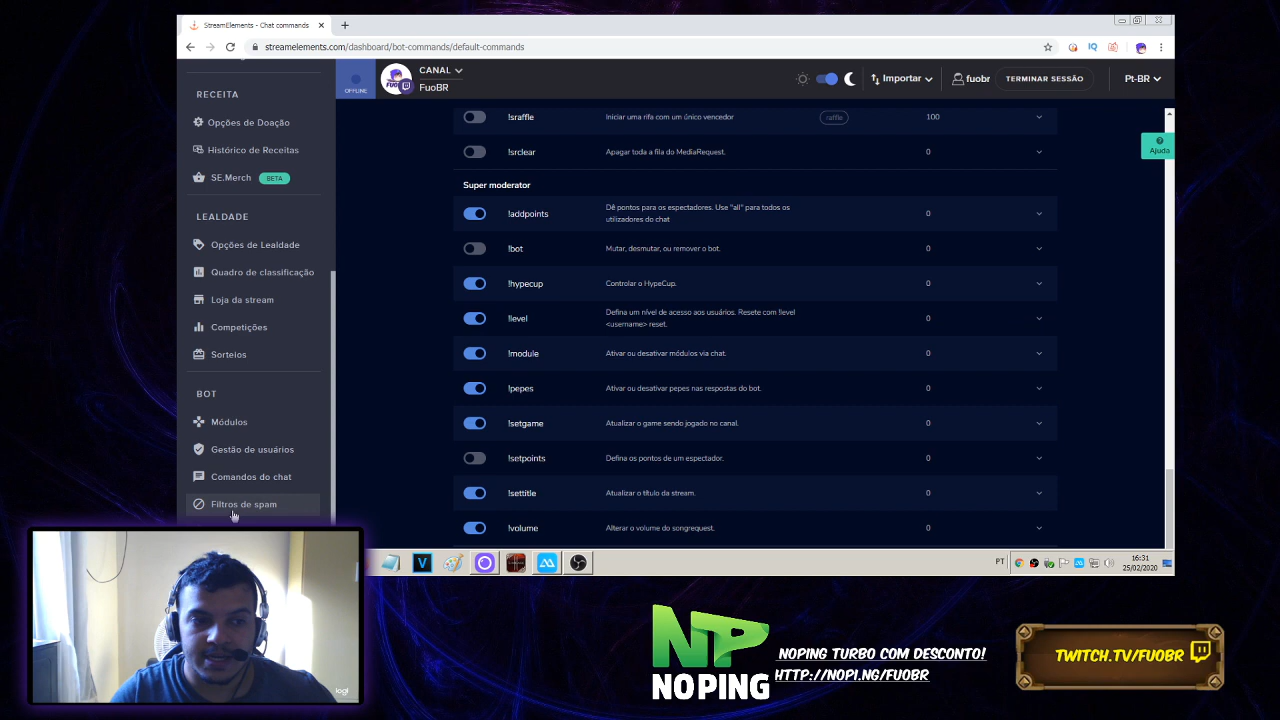 StreamElements - Chat commands
streamelements.com/dashboard/bot-commands/default-commands
OFFLINE
CANAL
FuoBR
Importar
fuobr
TERMINAR SESSÃO
Pt-BR
RECEITA
Opções de Doação
Histórico de Receitas
SE.Merch BETA
LEALDADE
Opções de Lealdade
Quadro de classificação
Loja da stream
Competições
Sorteios
BOT
Módulos
Gestão de usuários
Comandos do chat
Filtros de spam
!sraffle Iniciar uma rifa com um único vencedor raffle 100
!srclear Apagar toda a fila do MediaRequest. 0
Super moderator
!addpoints Dê pontos para os espectadores. Use "all" para todos os
utilizadores do chat 0
!bot Mutar, desmutar, ou remover o bot. 0
!hypecup Controlar o HypeCup. 0
!level Defina um nível de acesso aos usuários. Resete com !level
<username> reset. 0
!module Ativar ou desativar módulos via chat. 0
!pepes Ativar ou desativar pepes nas respostas do bot. 0
!setgame Atualizar o game sendo jogado no canal. 0
!setpoints Defina os pontos de um espectador. 0
!settitle Atualizar o título da stream. 0
!volume Alterar o volume do songrequest. 0
Ajuda
PT
16:31
25/02/2020
logi
NP
NOPING
NOPING TURBO COM DESCONTO!
HTTP://NOPI.NG/FUOBR
TWITCH.TV/FUOBR